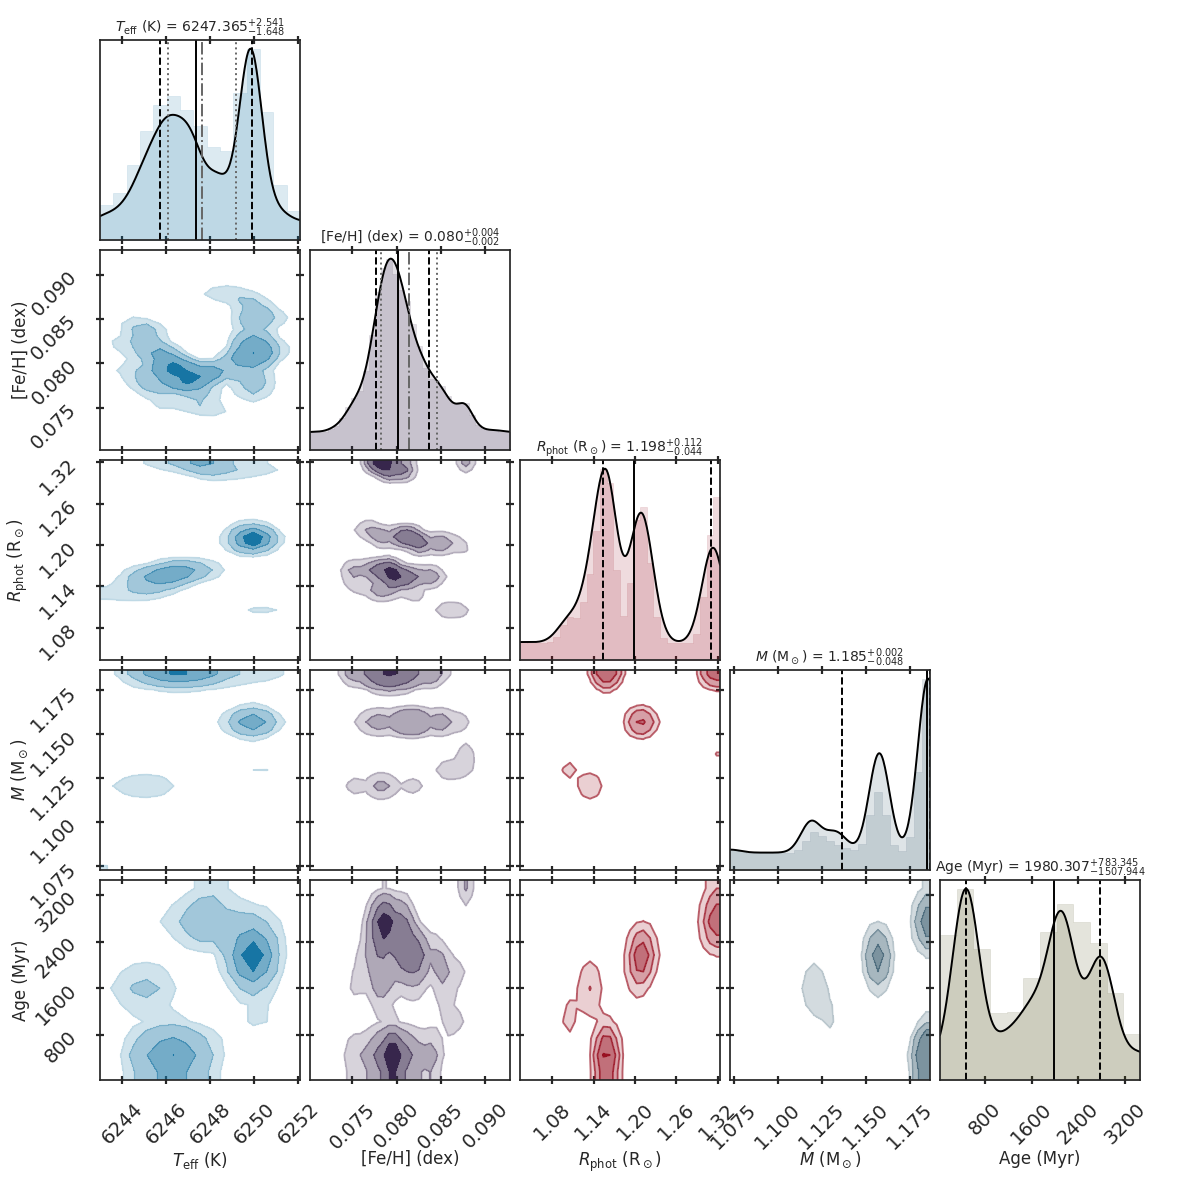 T_eff (K) = 6247.365^{+2.541}_{−1.648}
[Fe/H] (dex) = 0.080^{+0.004}_{−0.002}
[Fe/H] (dex)
0.090
0.085
0.080
0.075
R_phot (R_⊙) = 1.198^{+0.112}_{−0.044}
R_phot (R_⊙)
1.32
1.26
1.20
1.14
1.08
M (M_⊙) = 1.185^{+0.002}_{−0.048}
M (M_⊙)
1.175
1.150
1.125
1.100
1.075
Age (Myr) = 1980.307^{+783.345}_{−1507.944}
Age (Myr)
3200
2400
1600
800
6244 6246 6248 6250 6252
0.075 0.080 0.085 0.090
1.08 1.14 1.20 1.26 1.32
1.075 1.100 1.125 1.150 1.175
800 1600 2400 3200
T_eff (K)
[Fe/H] (dex)
R_phot (R_⊙)
M (M_⊙)
Age (Myr)